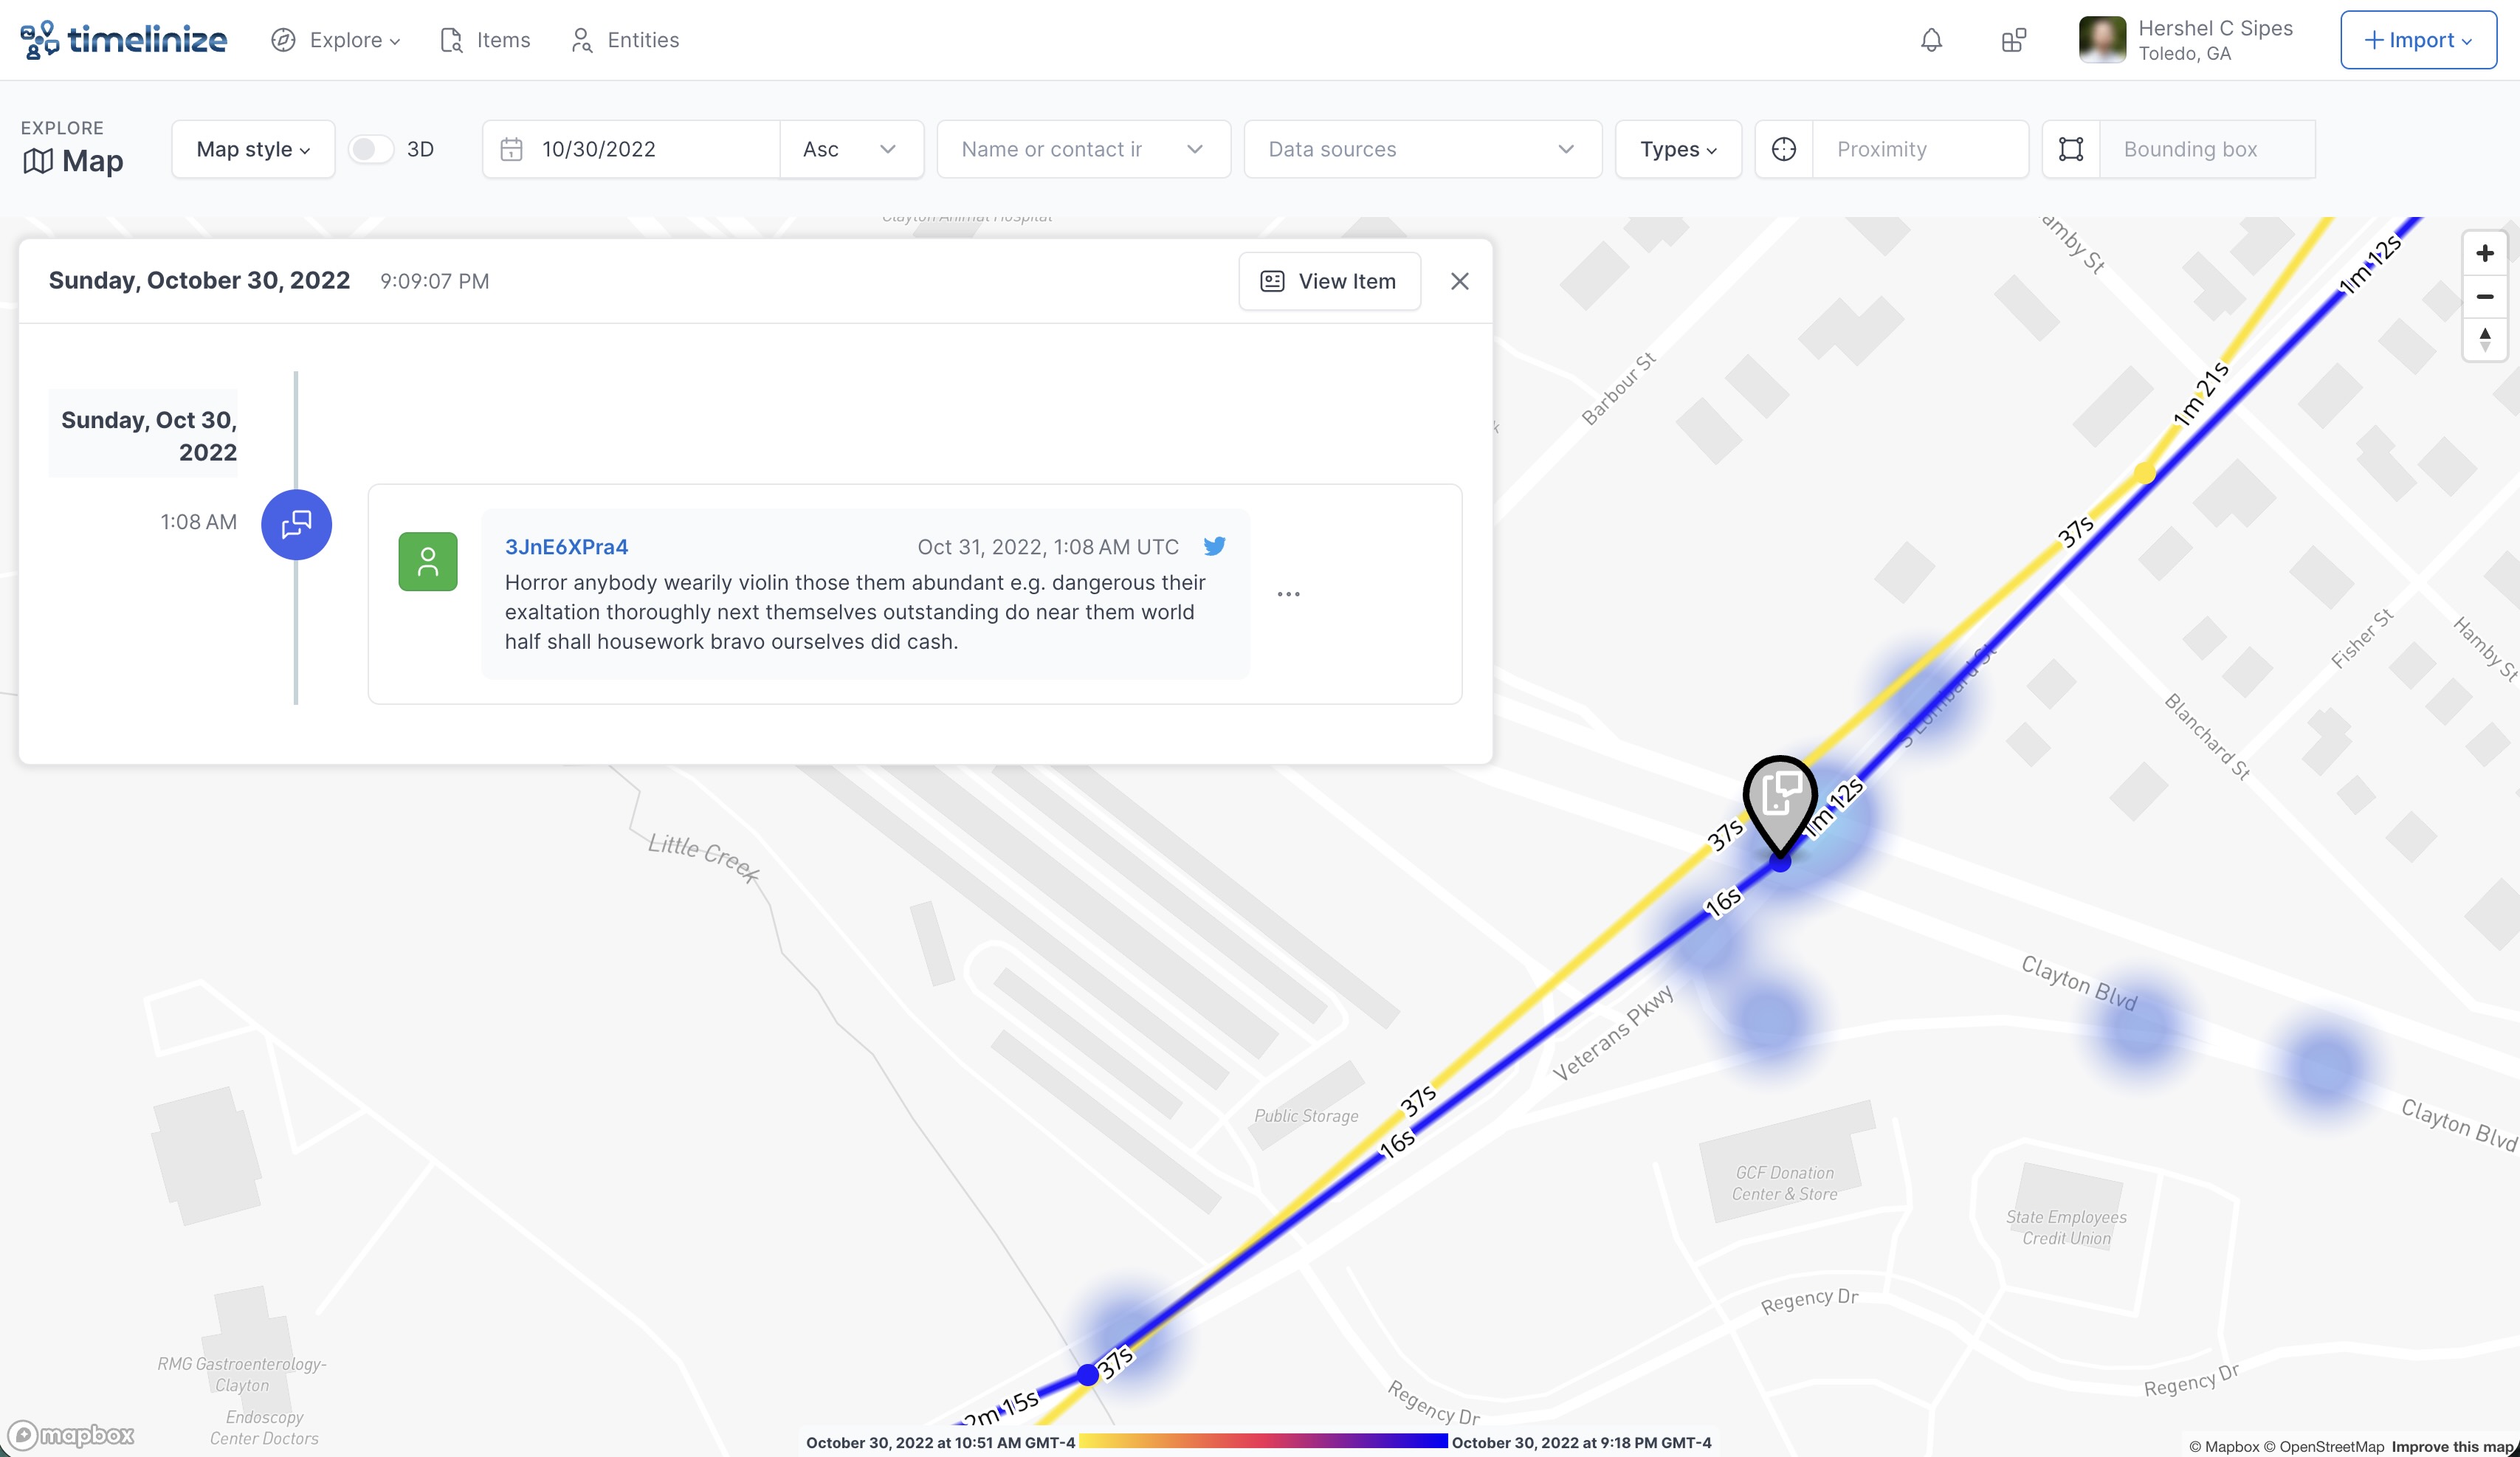 timelinize
Explore
Items
Entities
Hershel C Sipes
Toledo, GA
Import
EXPLORE
Map
Map style
3D
10/30/2022
Asc
Name or contact ir
Data sources
Types
Proximity
Bounding box
Clayton Animal Hospital
Sunday, October 30, 2022
9:09:07 PM
View Item
Sunday, Oct 30,
2022
1:08 AM
3JnE6XPra4
Oct 31, 2022, 1:08 AM UTC
Horror anybody wearily violin those them abundant e.g. dangerous their
exaltation thoroughly next themselves outstanding do near them world
half shall housework bravo ourselves did cash.
amby St
1m 12s
1m 21s
Barbour St
37s
Fisher St
Hamby St
S Lombard St
Blanchard St
1m 12s
37s
16s
Little Creek
Clayton Blvd
Veterans Pkwy
37s
16s
Public Storage
Clayton Blvd
GCF Donation
Center & Store
State Employees
Credit Union
Regency Dr
37s
2m 15s
Regency Dr
Regency Dr
RMG Gastroenterology-
Clayton
Endoscopy
Center Doctors
mapbox
October 30, 2022 at 10:51 AM GMT-4
October 30, 2022 at 9:18 PM GMT-4
© Mapbox © OpenStreetMap Improve this map